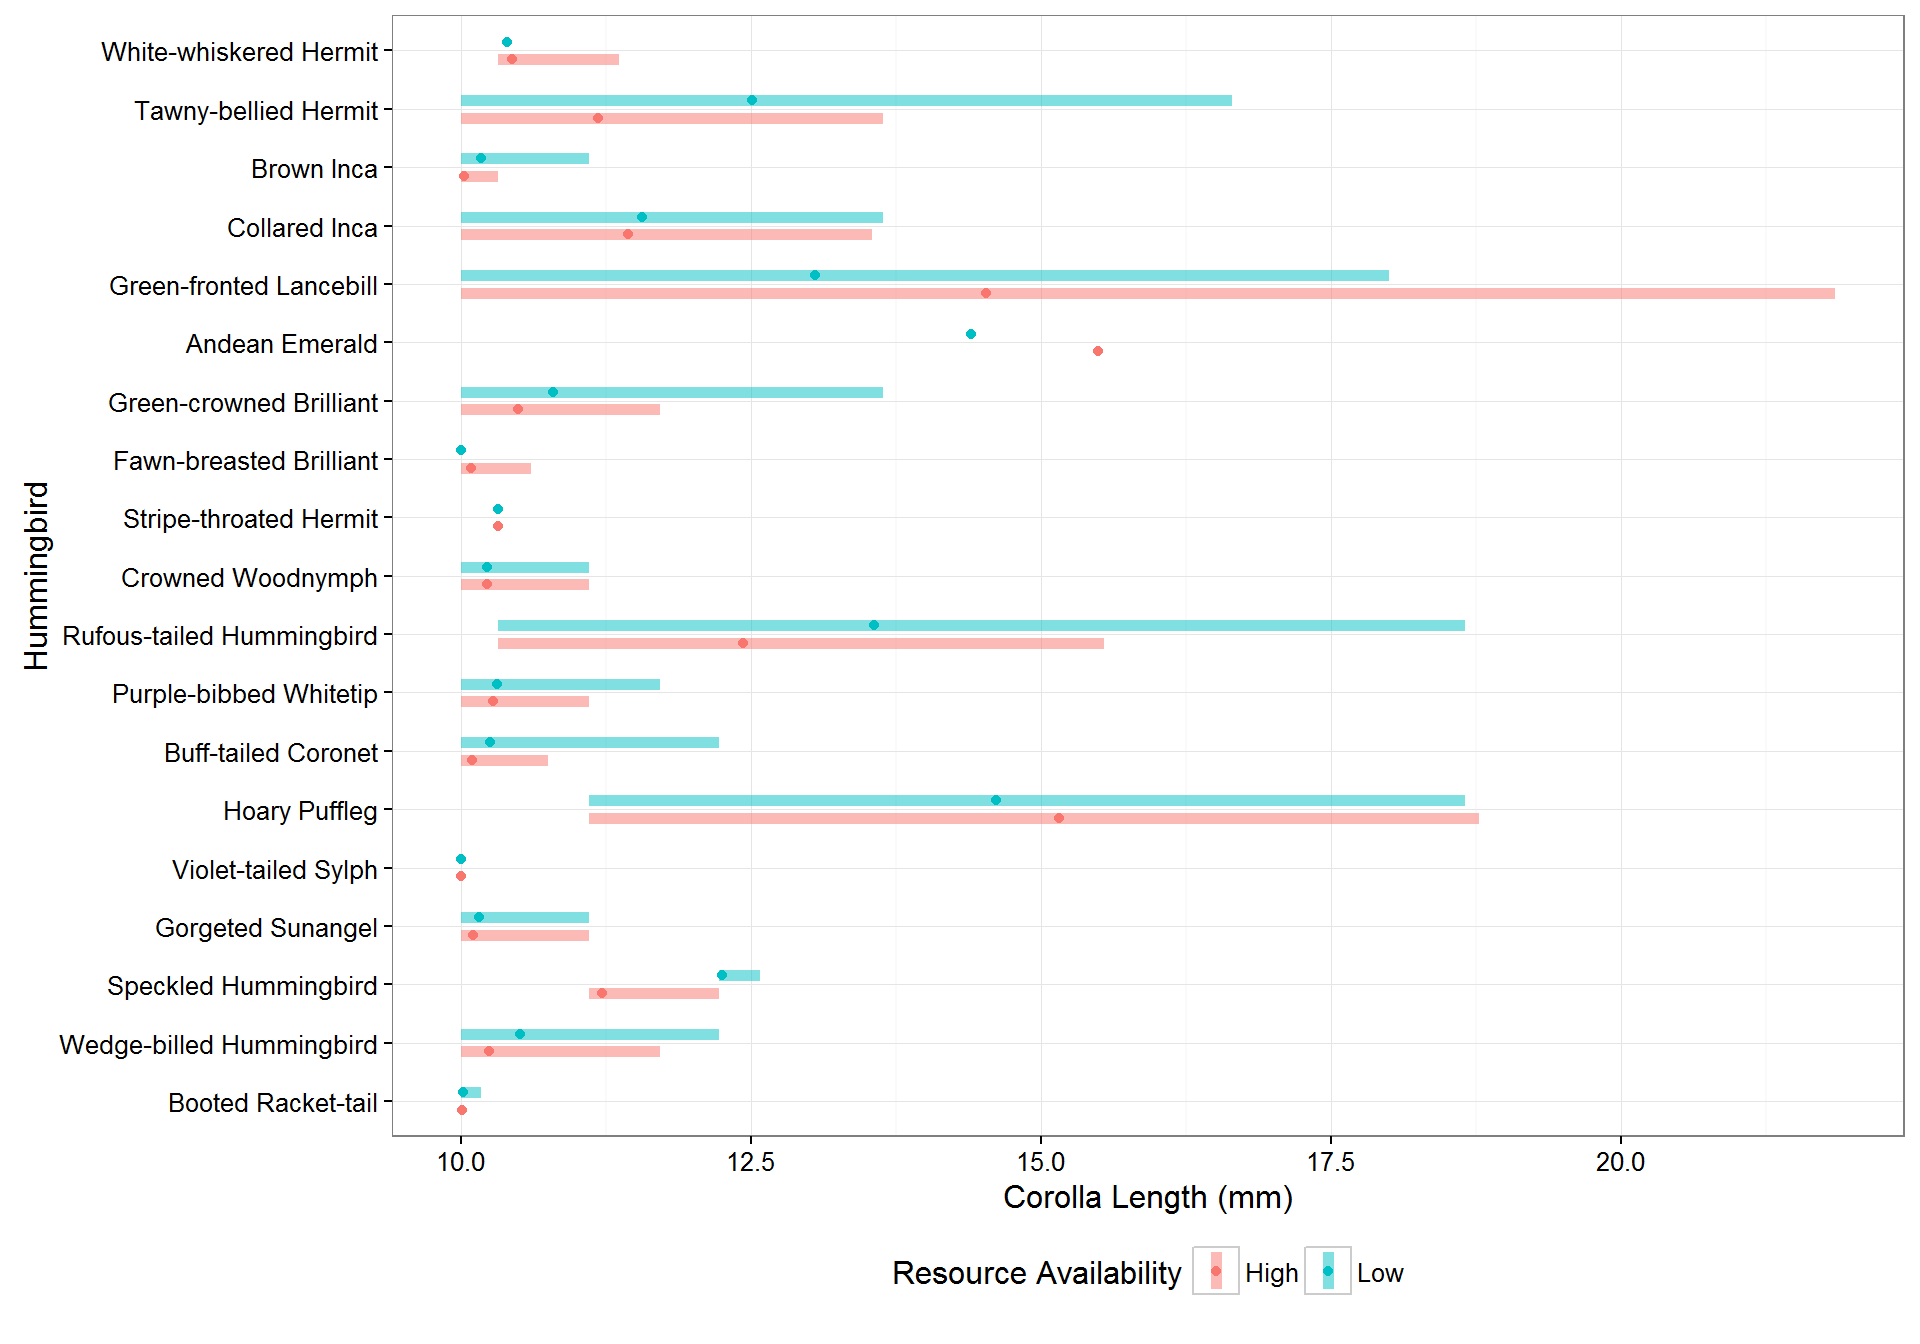 White-whiskered Hermit
Tawny-bellied Hermit
Brown Inca
Collared Inca
Green-fronted Lancebill
Andean Emerald
Green-crowned Brilliant
Fawn-breasted Brilliant
Stripe-throated Hermit
Crowned Woodnymph
Rufous-tailed Hummingbird
Purple-bibbed Whitetip
Buff-tailed Coronet
Hoary Puffleg
Violet-tailed Sylph
Gorgeted Sunangel
Speckled Hummingbird
Wedge-billed Hummingbird
Booted Racket-tail
Hummingbird
10.0 12.5 15.0 17.5 20.0
Corolla Length (mm)
Resource Availability High Low